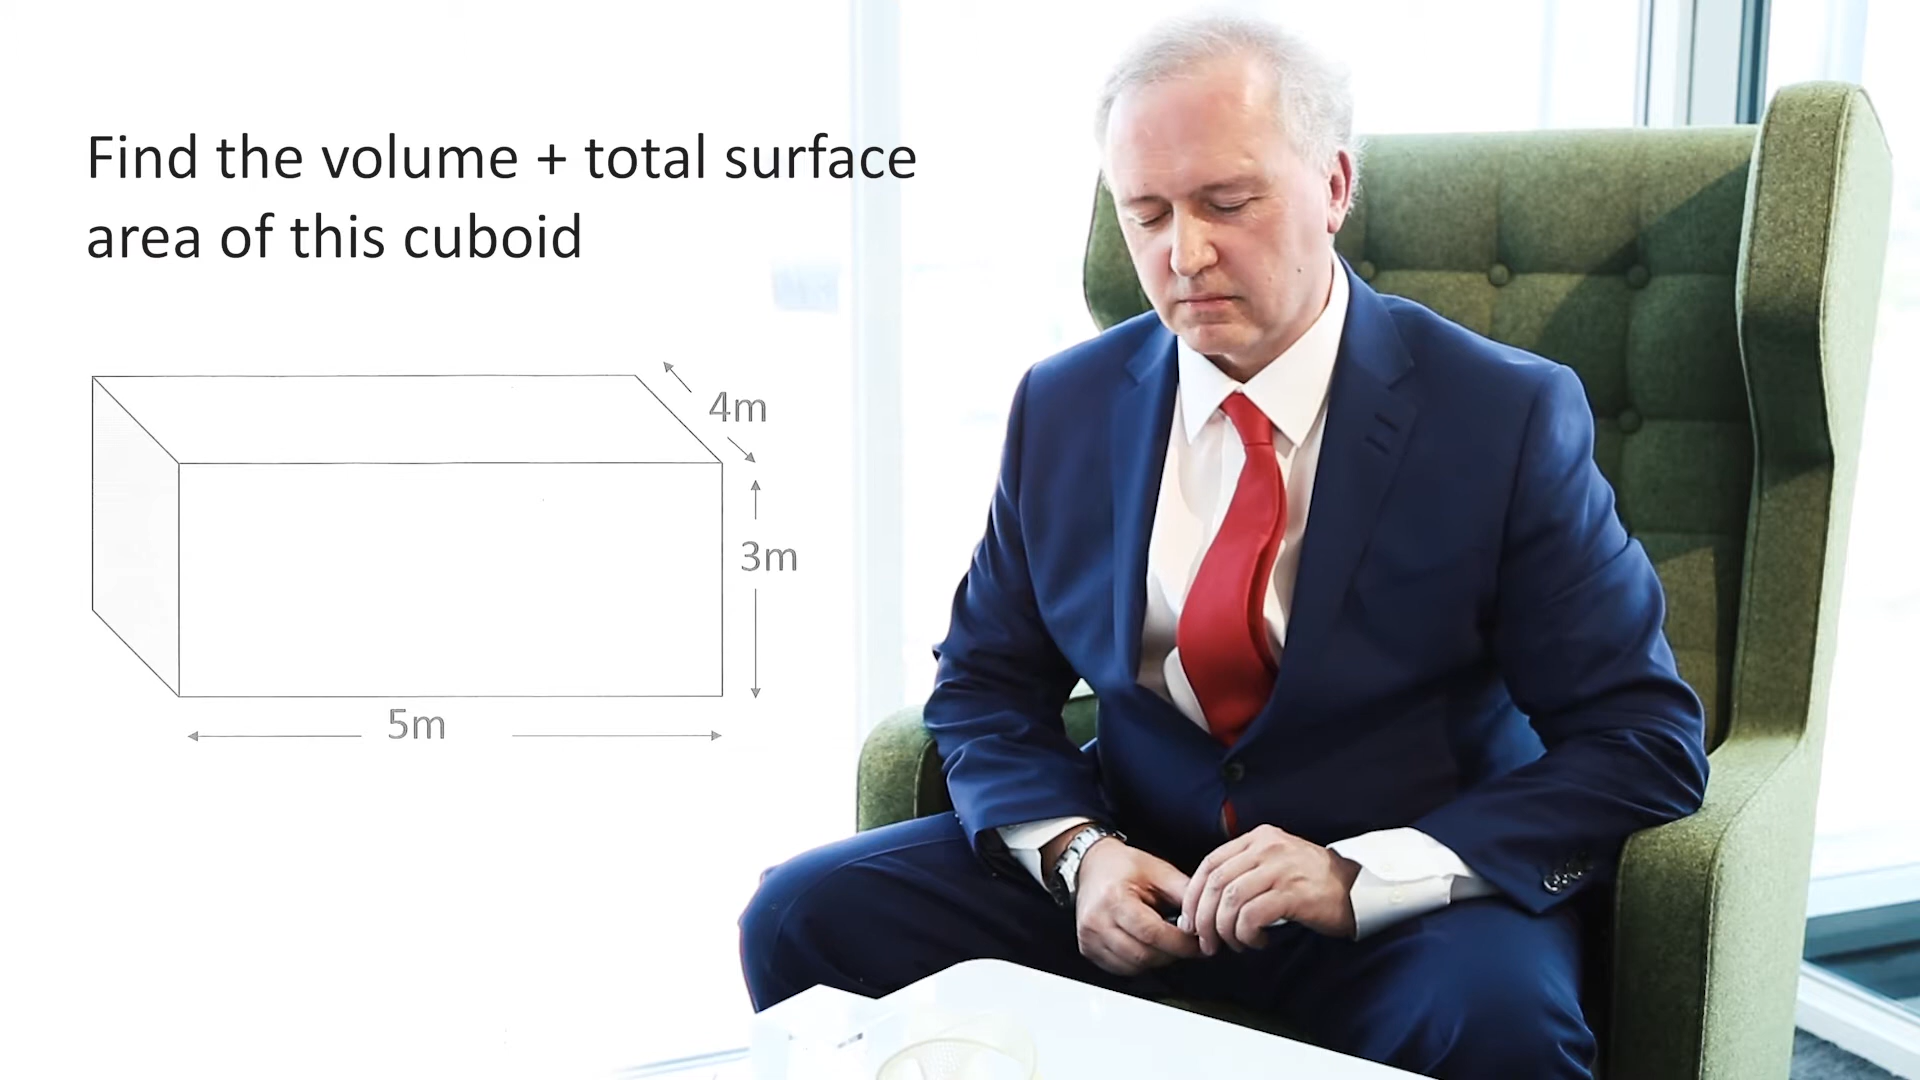 Find the volume + total surface
area of this cuboid
4m
3m
5m